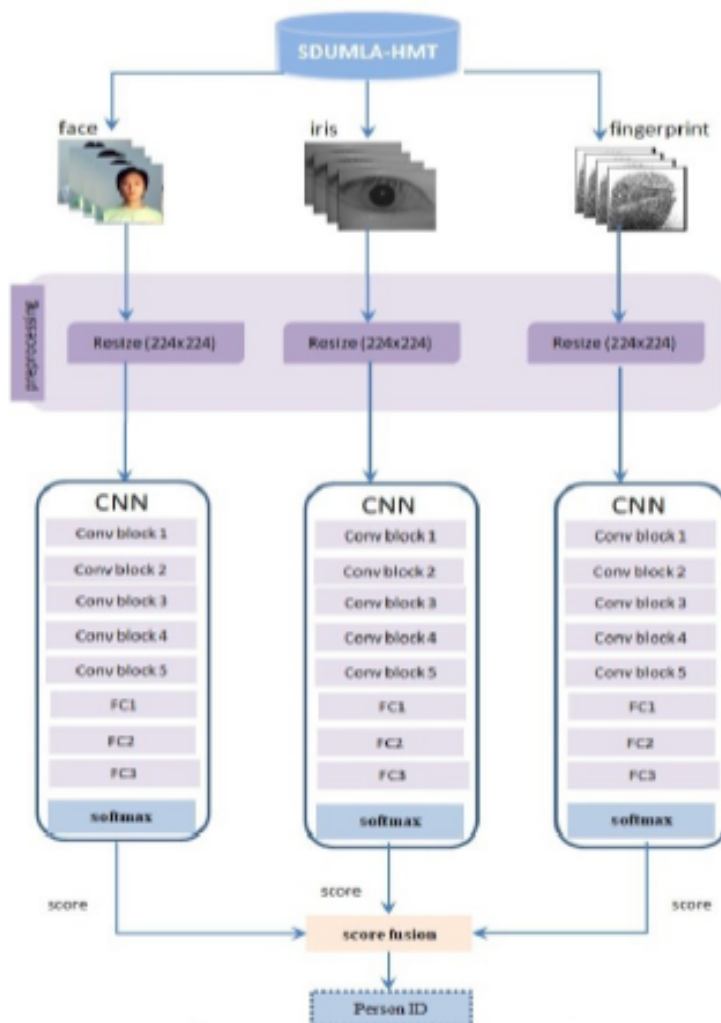 SDUMLA-HMT
face
iris
fingerprint
preprocessing
Resize (224x224)
Resize (224x224)
Resize (224x224)
CNN
Conv block 1
Conv block 2
Conv block 3
Conv block 4
Conv block 5
FC1
FC2
FC3
softmax
CNN
Conv block 1
Conv block 2
Conv block 3
Conv block 4
Conv block 5
FC1
FC2
FC3
softmax
CNN
Conv block 1
Conv block 2
Conv block 3
Conv block 4
Conv block 5
FC1
FC2
FC3
softmax
score
score
score
score fusion
Person ID